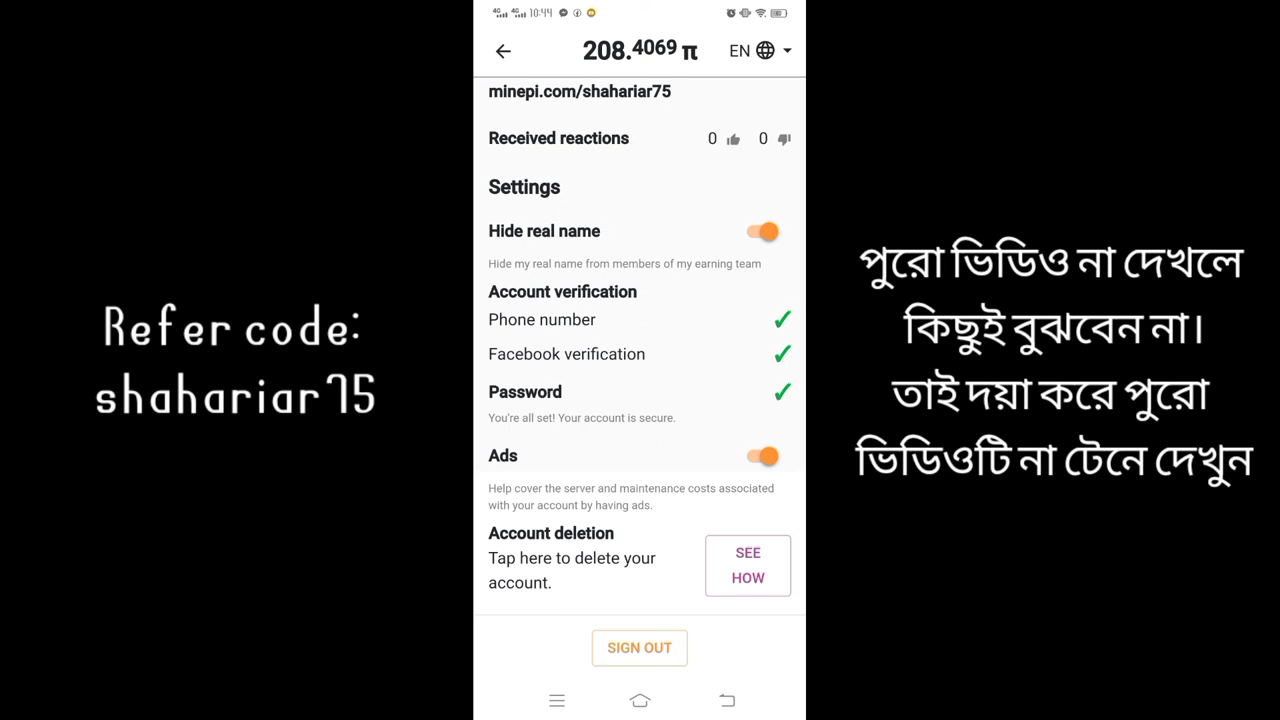 Refer code:
shahariar75
10:44
208.4069 π
EN
minepi.com/shahariar75
Received reactions 0 0
Settings
Hide real name
Hide my real name from members of my earning team
Account verification
Phone number
Facebook verification
Password
You're all set! Your account is secure.
Ads
Help cover the server and maintenance costs associated
with your account by having ads.
Account deletion
Tap here to delete your
account.
SEE
HOW
SIGN OUT
পুরো ভিডিও না দেখলে
কিছুই বুঝবেন না।
তাই দয়া করে পুরো
ভিডিওটি না টেনে দেখুন